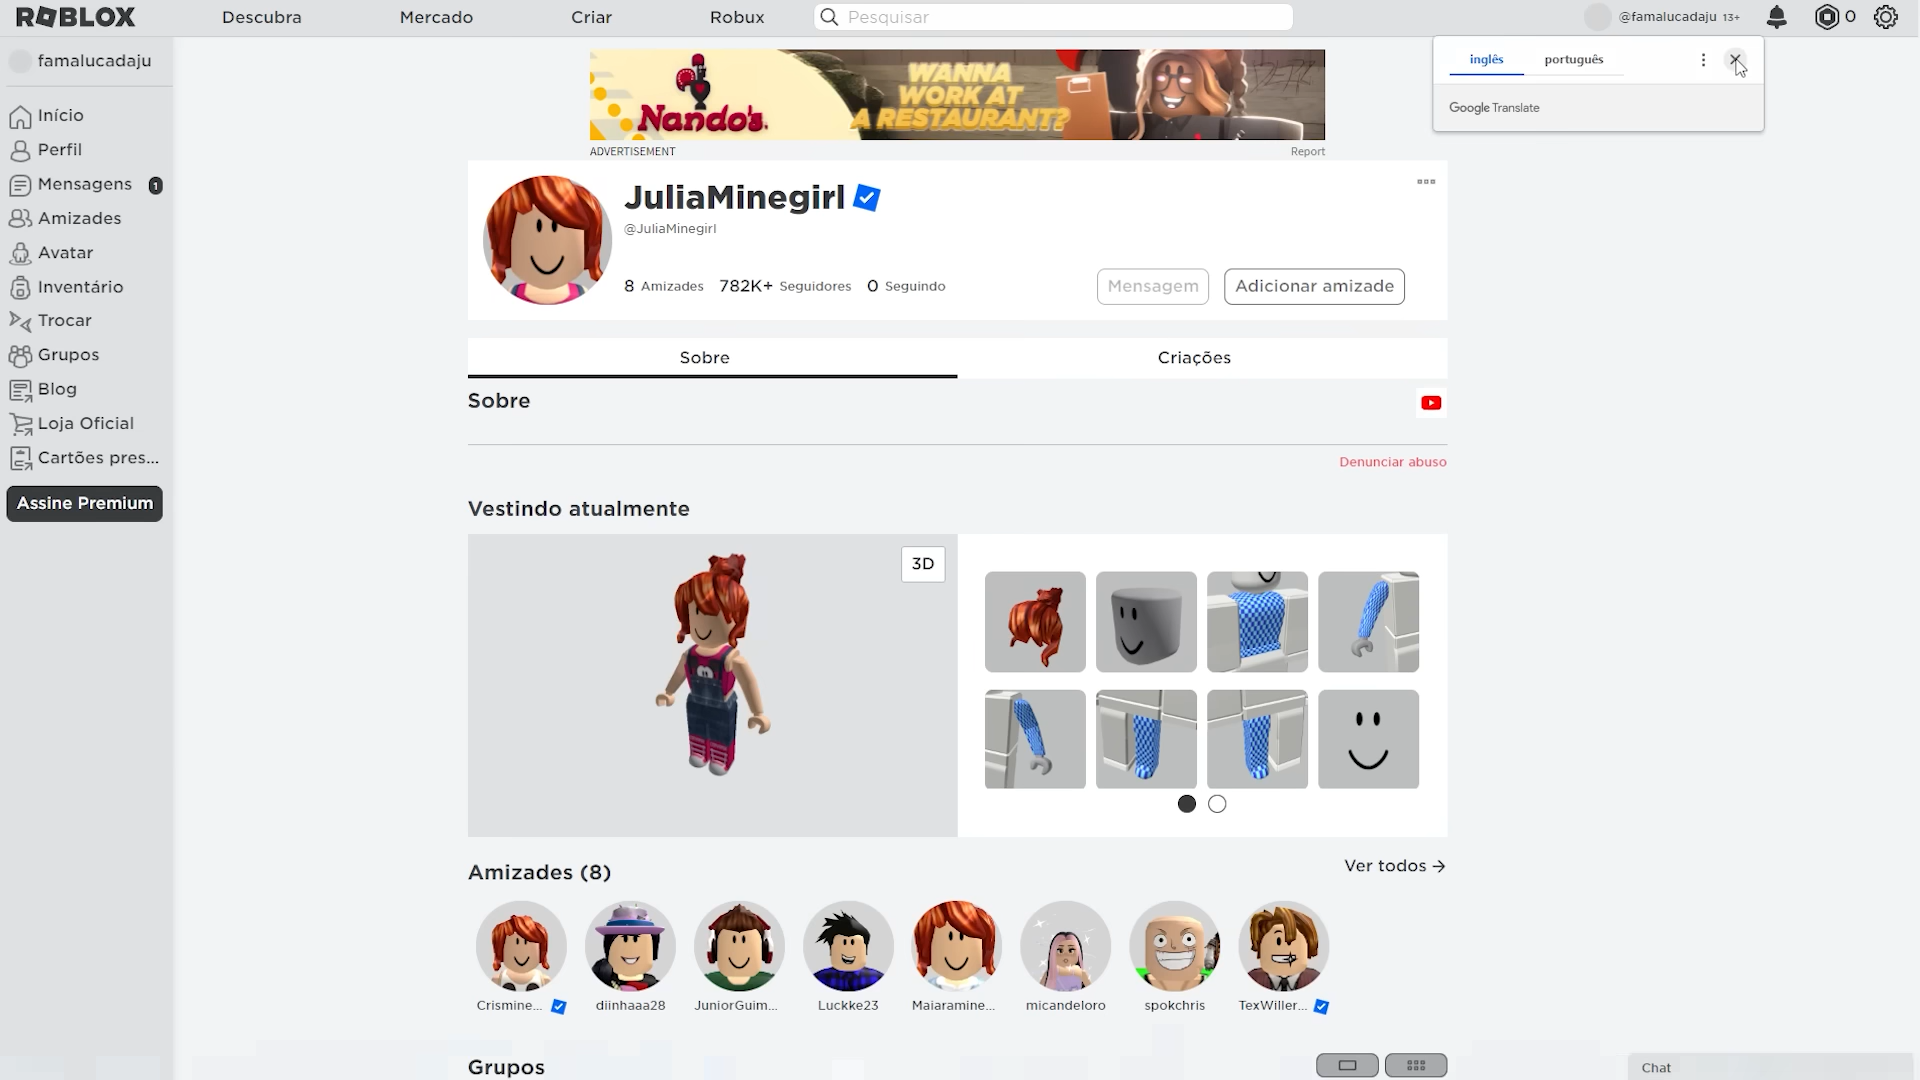 ROBLOX
Descubra
Mercado
Criar
Robux
Pesquisar
@famalucadaju 13+
0
famalucadaju
Início
Perfil
Mensagens 1
Amizades
Avatar
Inventário
Trocar
Grupos
Blog
Loja Oficial
Cartões pres...
Assine Premium
inglês português
Google Translate
Nando's.
WANNA
WORK AT
A RESTAURANT?
ADVERTISEMENT
Report
JuliaMinegirl
@JuliaMinegirl
8 Amizades 782K+ Seguidores 0 Seguindo
Mensagem
Adicionar amizade
Sobre
Criações
Sobre
Denunciar abuso
Vestindo atualmente
3D
Amizades (8)
Ver todos
Crismine...
diinhaaa28
JuniorGuim...
Luckke23
Maiaramine...
micandeloro
spokchris
TexWiller...
Grupos
Chat